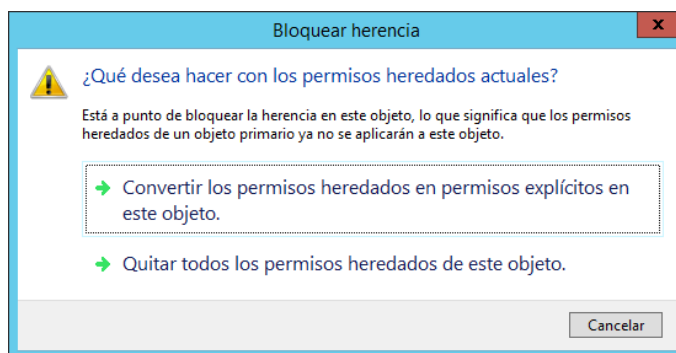 Bloquear herencia
x
¿Qué desea hacer con los permisos heredados actuales?
Está a punto de bloquear la herencia en este objeto, lo que significa que los permisos
heredados de un objeto primario ya no se aplicarán a este objeto.
Convertir los permisos heredados en permisos explícitos en
este objeto.
Quitar todos los permisos heredados de este objeto.
Cancelar